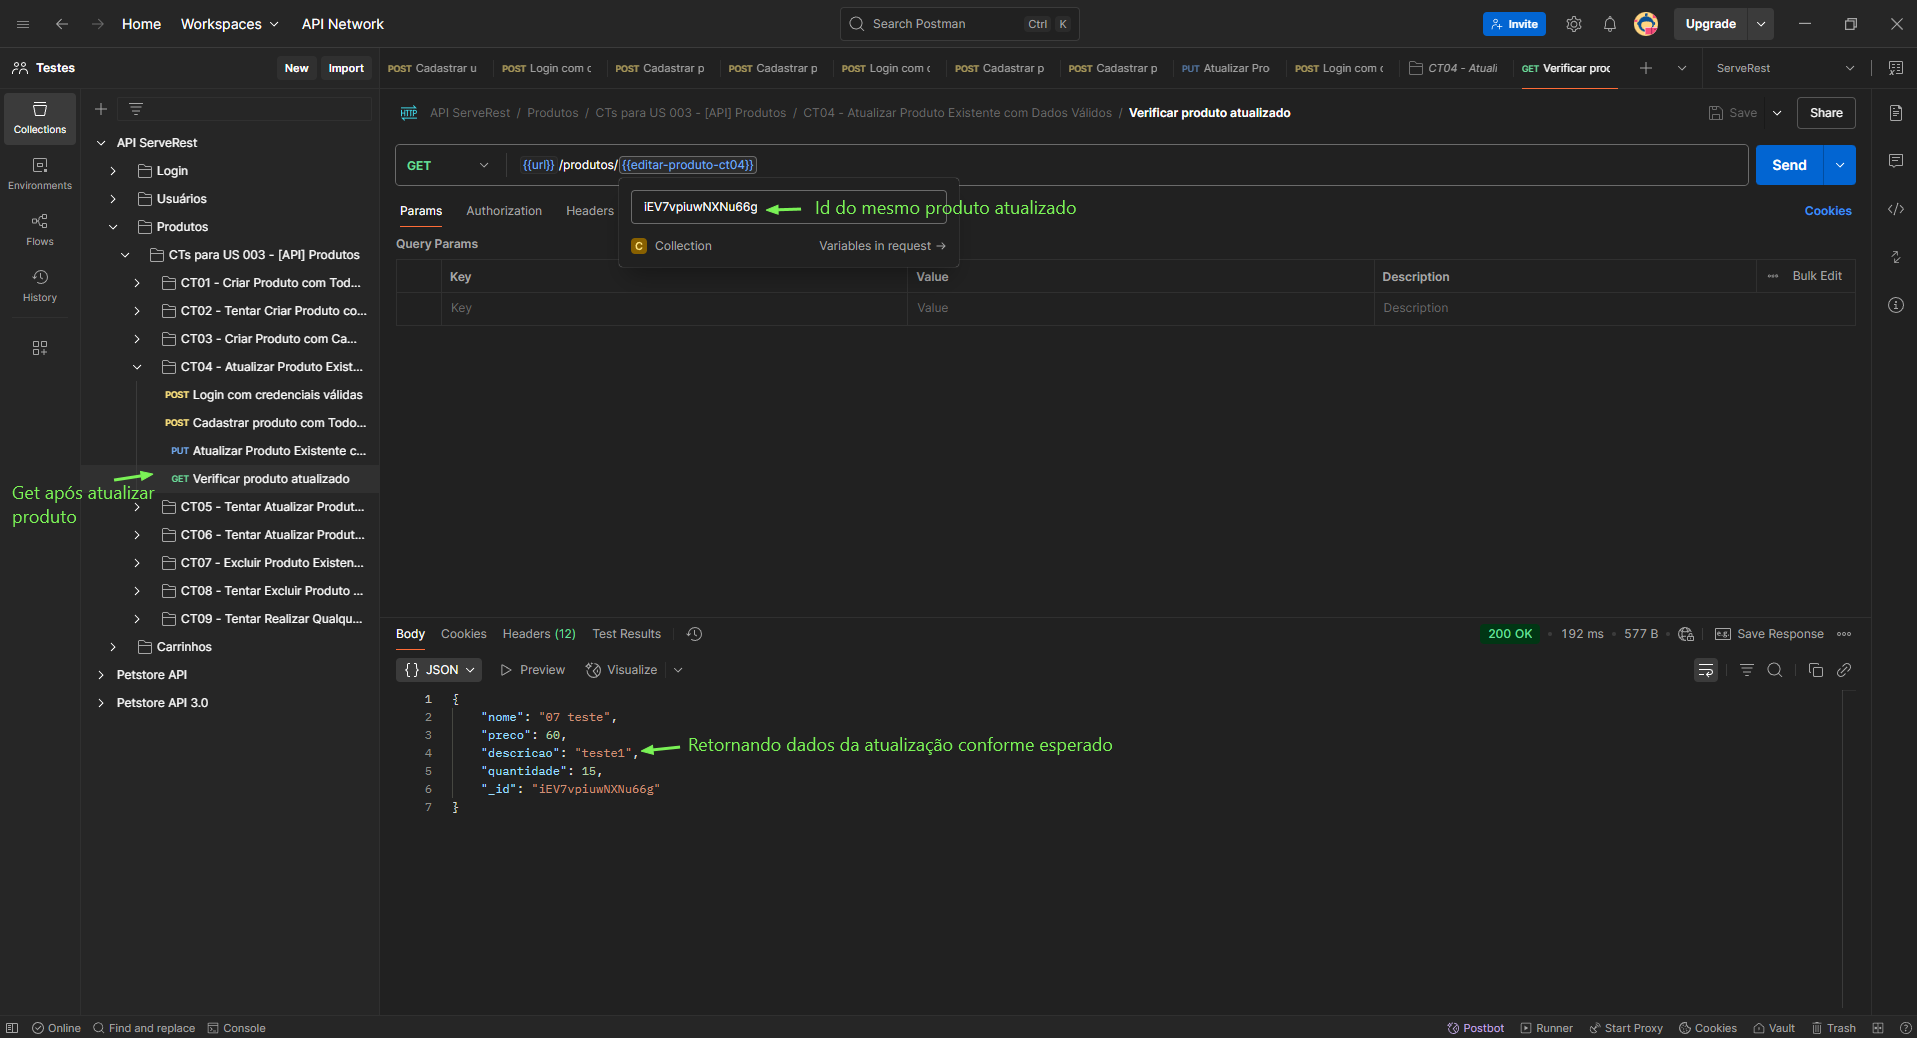 Home Workspaces API Network
Search Postman Ctrl K
Invite Upgrade
Testes New Import
POST Cadastrar u POST Login com c POST Cadastrar p POST Cadastrar p POST Login com c POST Cadastrar p POST Cadastrar p PUT Atualizar Pro POST Login com c CT04 - Atuali GET Verificar proc ServeRest
Collections
Environments
Flows
History
API ServeRest
Login
Usuários
Produtos
CTs para US 003 - [API] Produtos
CT01 - Criar Produto com Tod...
CT02 - Tentar Criar Produto co...
CT03 - Criar Produto com Ca...
CT04 - Atualizar Produto Exist...
POST Login com credenciais válidas
POST Cadastrar produto com Todo...
PUT Atualizar Produto Existente c...
GET Verificar produto atualizado
Get após atualizar
produto
CT05 - Tentar Atualizar Produt...
CT06 - Tentar Atualizar Produt...
CT07 - Excluir Produto Existen...
CT08 - Tentar Excluir Produto ...
CT09 - Tentar Realizar Qualqu...
Carrinhos
Petstore API
Petstore API 3.0
HTTP API ServeRest / Produtos / CTs para US 003 - [API] Produtos / CT04 - Atualizar Produto Existente com Dados Válidos / Verificar produto atualizado
Save Share
GET {{url}} /produtos/ {{editar-produto-ct04}} Send
Params Authorization Headers Cookies
iEV7vpiuwNXNu66g Id do mesmo produto atualizado
C Collection Variables in request →
Query Params
Key Value Description Bulk Edit
Key Value Description
Body Cookies Headers (12) Test Results
200 OK 192 ms 577 B e.g. Save Response
{} JSON Preview Visualize
1 {
2 "nome": "07 teste",
3 "preco": 60,
4 "descricao": "teste1", Retornando dados da atualização conforme esperado
5 "quantidade": 15,
6 "_id": "iEV7vpiuwNXNu66g"
7 }
Online Find and replace Console
Postbot Runner Start Proxy Cookies Vault Trash